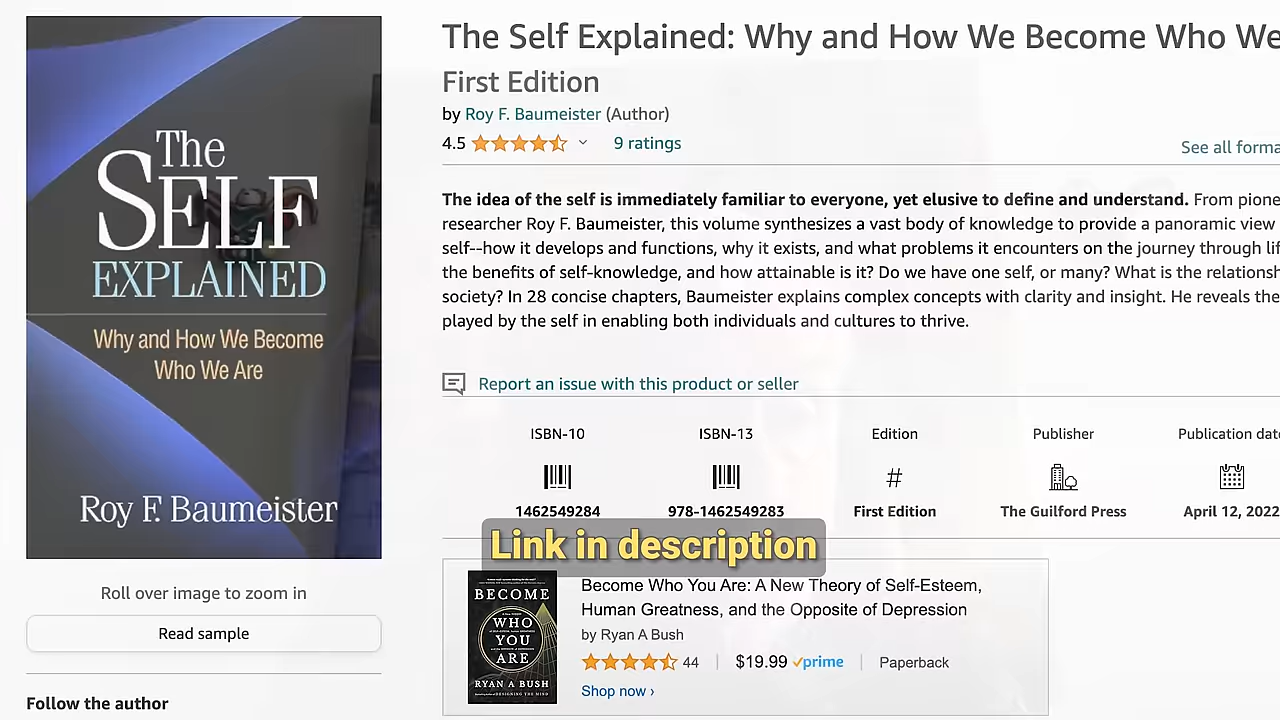 The
SELF
EXPLAINED
Why and How We Become
Who We Are
Roy F. Baumeister
Roll over image to zoom in
Read sample
Follow the author
The Self Explained: Why and How We Become Who We
First Edition
by Roy F. Baumeister (Author)
4.5
9 ratings
See all forma
The idea of the self is immediately familiar to everyone, yet elusive to define and understand. From pione
researcher Roy F. Baumeister, this volume synthesizes a vast body of knowledge to provide a panoramic view
self--how it develops and functions, why it exists, and what problems it encounters on the journey through lif
the benefits of self-knowledge, and how attainable is it? Do we have one self, or many? What is the relations
society? In 28 concise chapters, Baumeister explains complex concepts with clarity and insight. He reveals the
played by the self in enabling both individuals and cultures to thrive.
Report an issue with this product or seller
ISBN-10 ISBN-13 Edition Publisher Publication date
#
1462549284 978-1462549283 First Edition The Guilford Press April 12, 2022
Link in description
BECOME
WHO
YOU
ARE
RYAN A BUSH
Become Who You Are: A New Theory of Self-Esteem,
Human Greatness, and the Opposite of Depression
by Ryan A Bush
44 | $19.99 prime | Paperback
Shop now ›